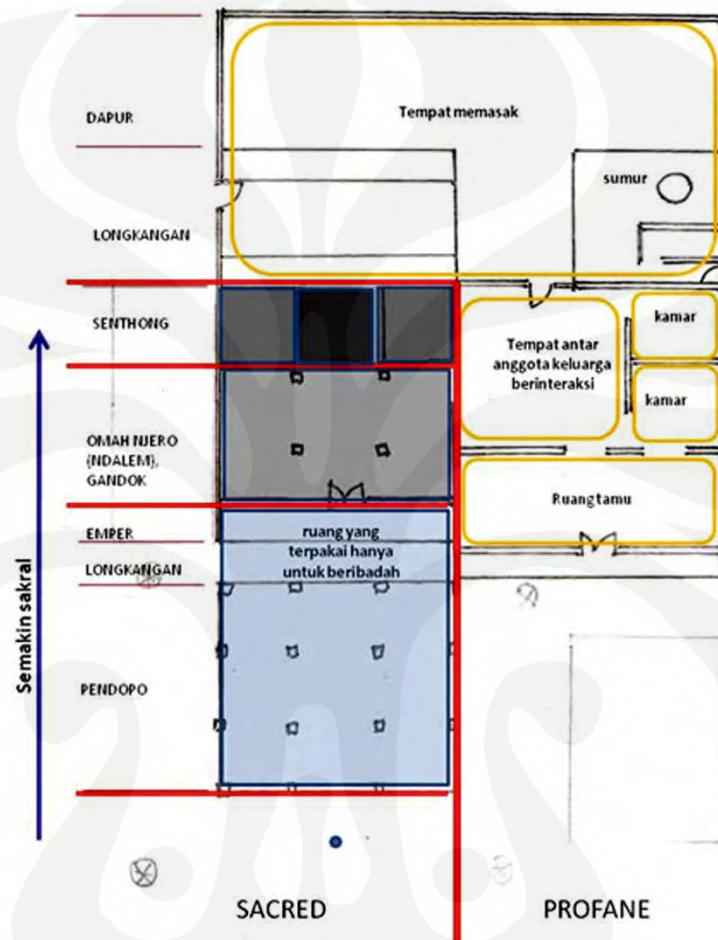 DAPUR
Tempat memasak
sumur
LONGKANGAN
SENTHONG
Tempat antar
anggota keluarga
berinteraksi
kamar
kamar
OMAH NJERO
(NDALEM),
GANDOK
Ruang tamu
EMPER
ruang yang
terpakai hanya
untuk beribadah
LONGKANGAN
PENDOPO
Semakin sakral
SACRED
PROFANE